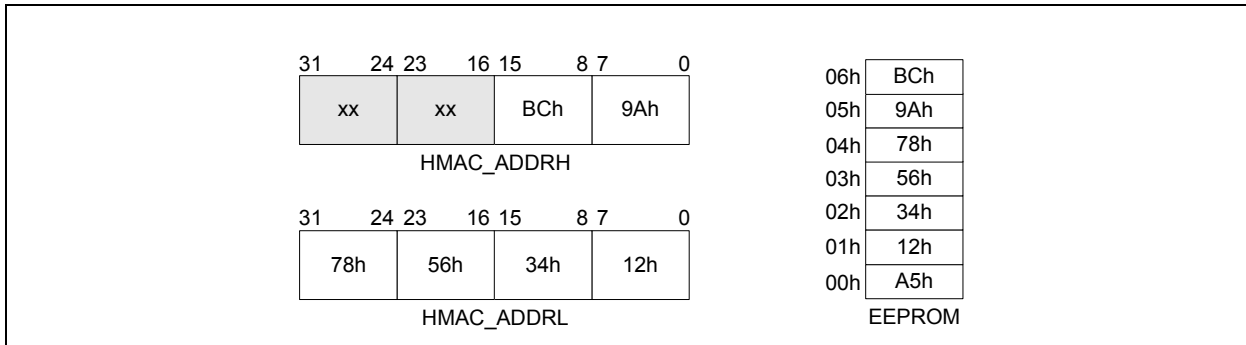 31 24 23 16 15 8 7 0
xx xx BCh 9Ah
HMAC_ADDRH
31 24 23 16 15 8 7 0
78h 56h 34h 12h
HMAC_ADDRL
06h BCh
05h 9Ah
04h 78h
03h 56h
02h 34h
01h 12h
00h A5h
EEPROM